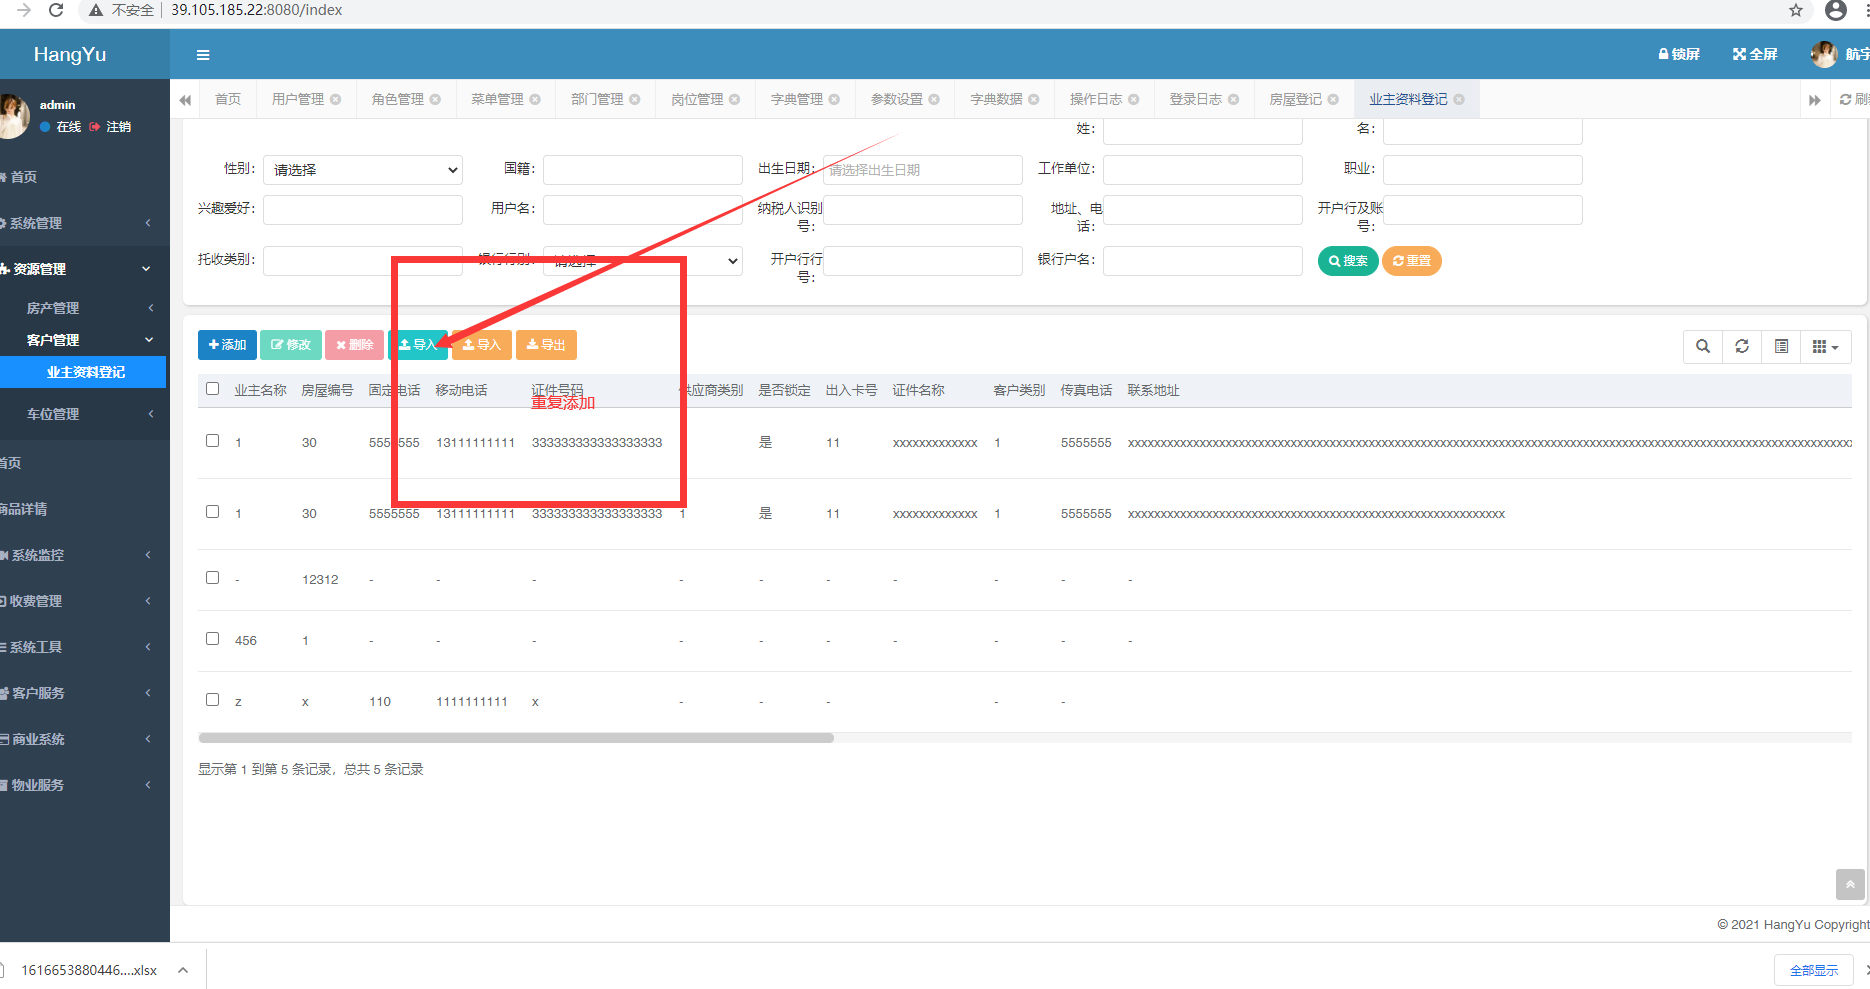 不安全 39.105.185.22:8080/index
HangYu 锁屏 全屏
admin
在线 注销
首页 用户管理 角色管理 菜单管理 部门管理 岗位管理 字典管理 参数设置 字典数据 操作日志 登录日志 房屋登记 业主资料登记
姓： 名：
首页 性别： 请选择 国籍： 出生日期： 请选择出生日期 工作单位： 职业：
系统管理 兴趣爱好： 用户名： 纳税人识别号： 地址、电话： 开户行及账号：
资源管理 托收类别： 银行行别： 请选择 开户行行号： 银行户名： 搜索 重置
房产管理
客户管理 添加 修改 删除 导入 导入 导出
业主资料登记
车位管理
首页
商品详情
系统监控
收费管理
系统工具
客户服务
商业系统
物业服务
业主名称 房屋编号 固定电话 移动电话 证件号码 供应商类别 是否锁定 出入卡号 证件名称 客户类别 传真电话 联系地址
重复添加
1 30 5555555 13111111111 333333333333333333 是 11 xxxxxxxxxxxxx 1 5555555
1 30 5555555 13111111111 333333333333333333 1 是 11 xxxxxxxxxxxxx 1 5555555
- 12312 - - - - - - - - - -
456 1 - - - - - - - - - -
z x 110 1111111111 x - - - - -
显示第 1 到第 5 条记录，总共 5 条记录
© 2021 HangYu Copyright
1616653880446....xlsx 全部显示